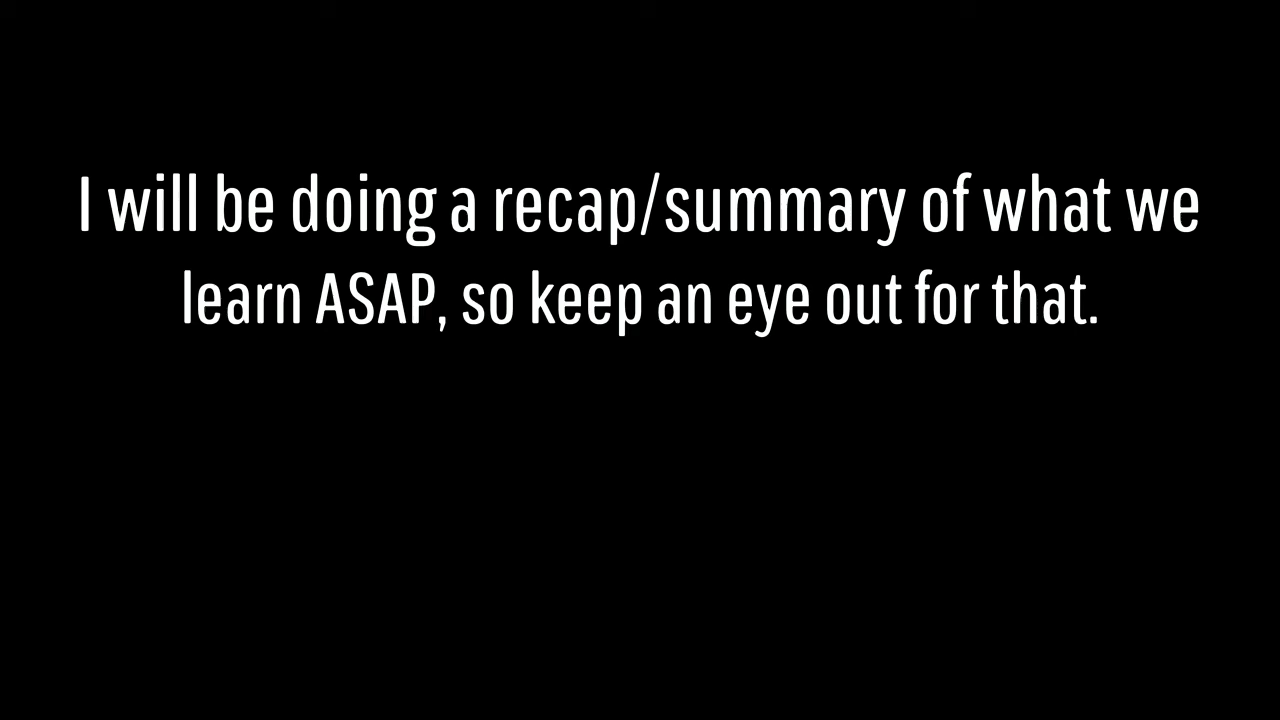 I will be doing a recap/summary of what we
learn ASAP, so keep an eye out for that.